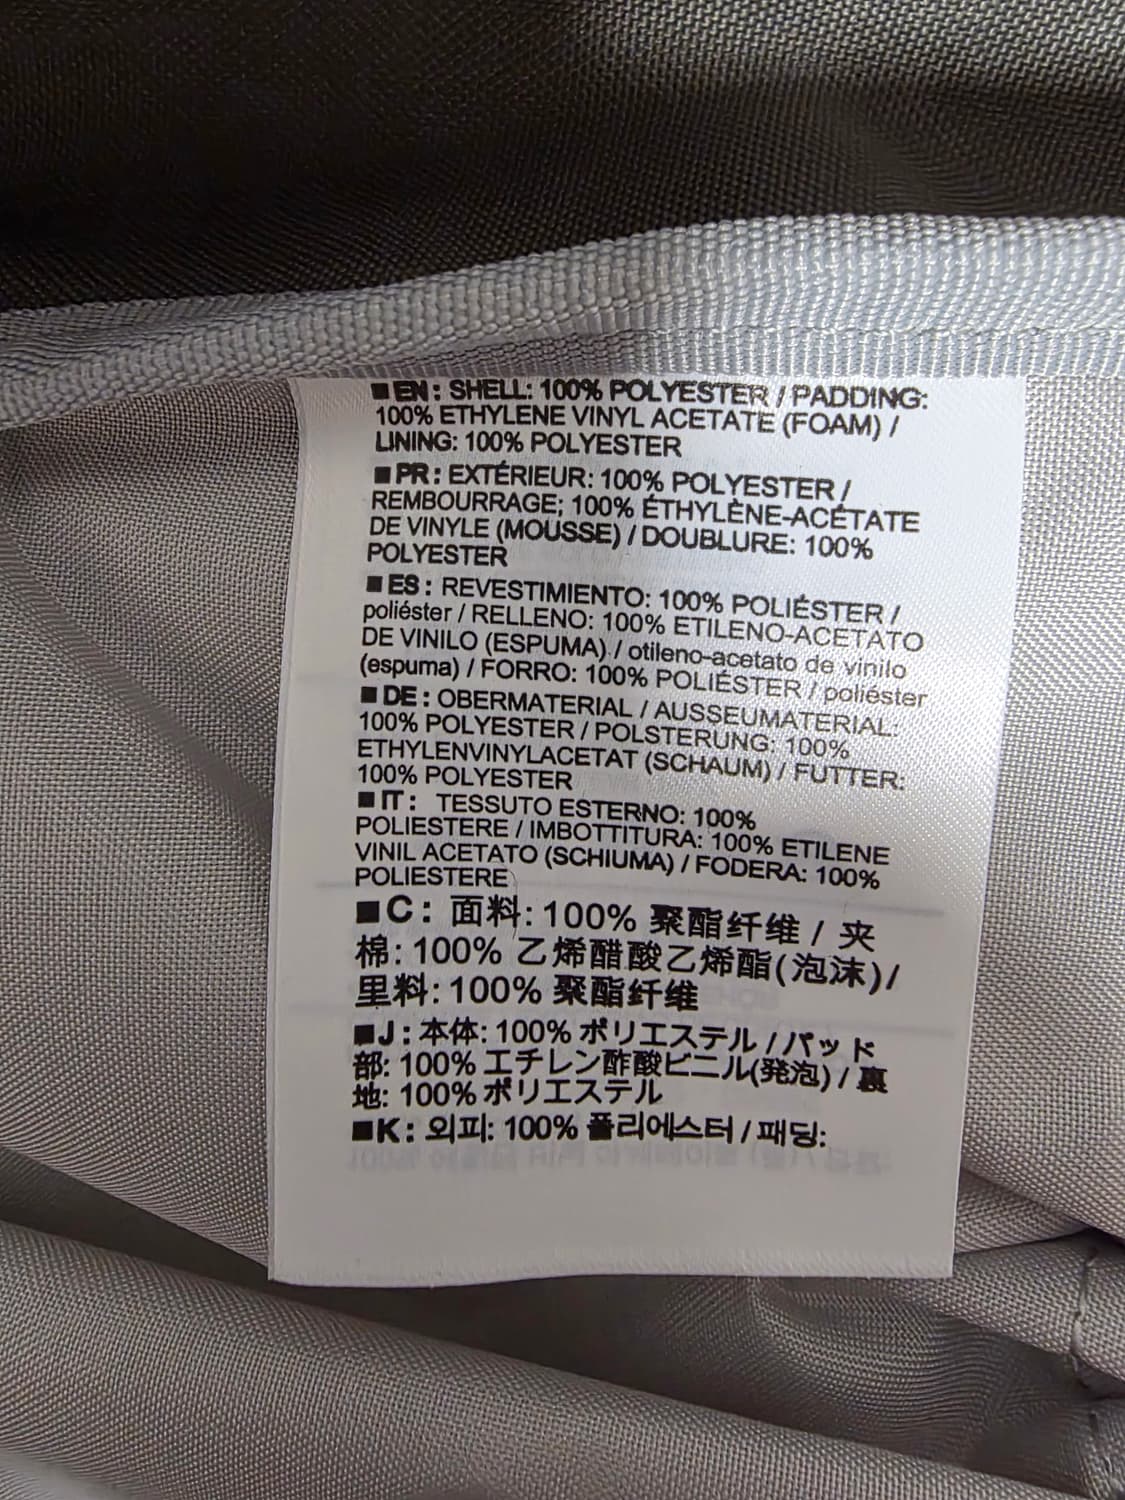 ■EN: SHELL: 100% POLYESTER / PADDING:
100% ETHYLENE VINYL ACETATE (FOAM) /
LINING: 100% POLYESTER
■PR: EXTÉRIEUR: 100% POLYESTER /
REMBOURRAGE; 100% ÉTHYLÈNE-ACÉTATE
DE VINYLE (MOUSSE) / DOUBLURE: 100%
POLYESTER
■ES: REVESTIMIENTO: 100% POLIÉSTER /
poliéster / RELLENO: 100% ETILENO-ACETATO
DE VINILO (ESPUMA) / otileno-acetato de vinilo
(espuma) / FORRO: 100% POLIÉSTER / poliéster
■DE: OBERMATERIAL / AUSSEUMATERIAL:
100% POLYESTER / POLSTERUNG: 100%
ETHYLENVINYLACETAT (SCHAUM) / FUTTER:
100% POLYESTER
■IT: TESSUTO ESTERNO: 100%
POLIESTERE / IMBOTTITURA: 100% ETILENE
VINIL ACETATO (SCHIUMA) / FODERA: 100%
POLIESTERE
■C: 面料: 100% 聚酯纤维 / 夹
棉: 100% 乙烯醋酸乙烯酯(泡沫)/
里料: 100% 聚酯纤维
■J: 本体: 100% ポリエステル / パッド
部: 100% エチレン酢酸ビニル(発泡) / 裏
地: 100% ポリエステル
■K: 외피: 100% 폴리에스터 / 패딩: